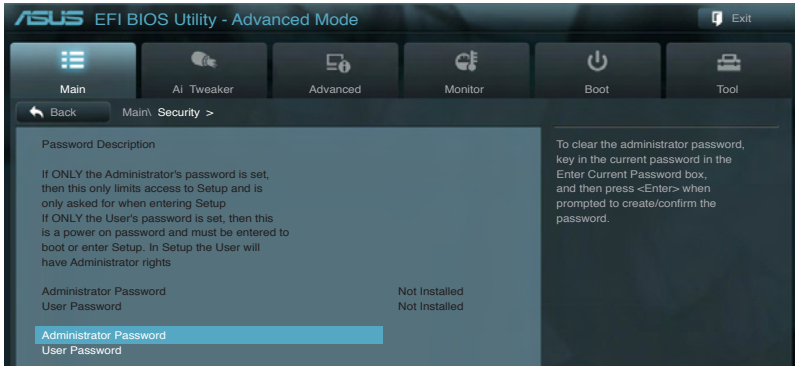 ASUS EFI BIOS Utility - Advanced Mode
Exit
Main
Ai Tweaker
Advanced
Monitor
Boot
Tool
Back
Main\ Security >
Password Description
If ONLY the Administrator's password is set,
then this only limits access to Setup and is
only asked for when entering Setup
If ONLY the User's password is set, then this
is a power on password and must be entered to
boot or enter Setup. In Setup the User will
have Administrator rights
Administrator Password Not Installed
User Password Not Installed
Administrator Password
User Password
To clear the administrator password,
key in the current password in the
Enter Current Password box,
and then press <Enter> when
prompted to create/confirm the
password.